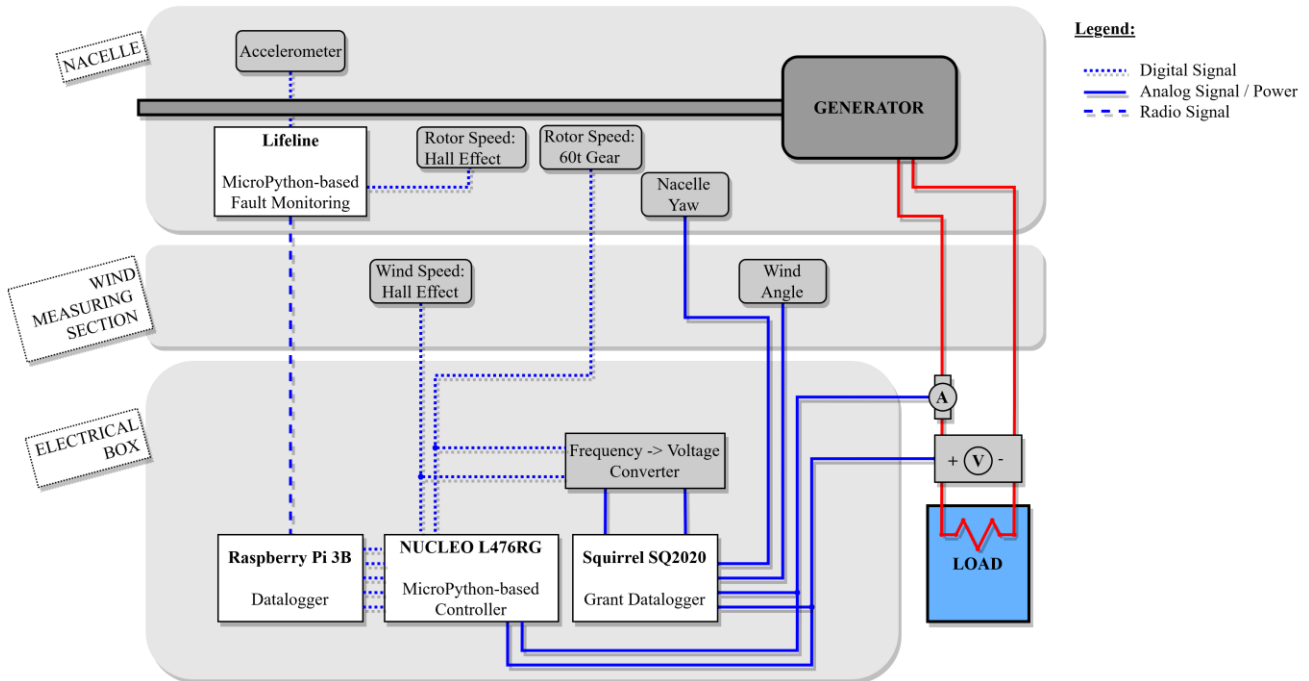 NACELLE
Accelerometer
GENERATOR
Legend:
Digital Signal
Analog Signal / Power
Radio Signal
Lifeline
MicroPython-based
Fault Monitoring
Rotor Speed:
Hall Effect
Rotor Speed:
60t Gear
Nacelle
Yaw
WIND
MEASURING
SECTION
Wind Speed:
Hall Effect
Wind
Angle
ELECTRICAL
BOX
A
Frequency -> Voltage
Converter
+ V -
Raspberry Pi 3B
Datalogger
NUCLEO L476RG
MicroPython-based
Controller
Squirrel SQ2020
Grant Datalogger
LOAD